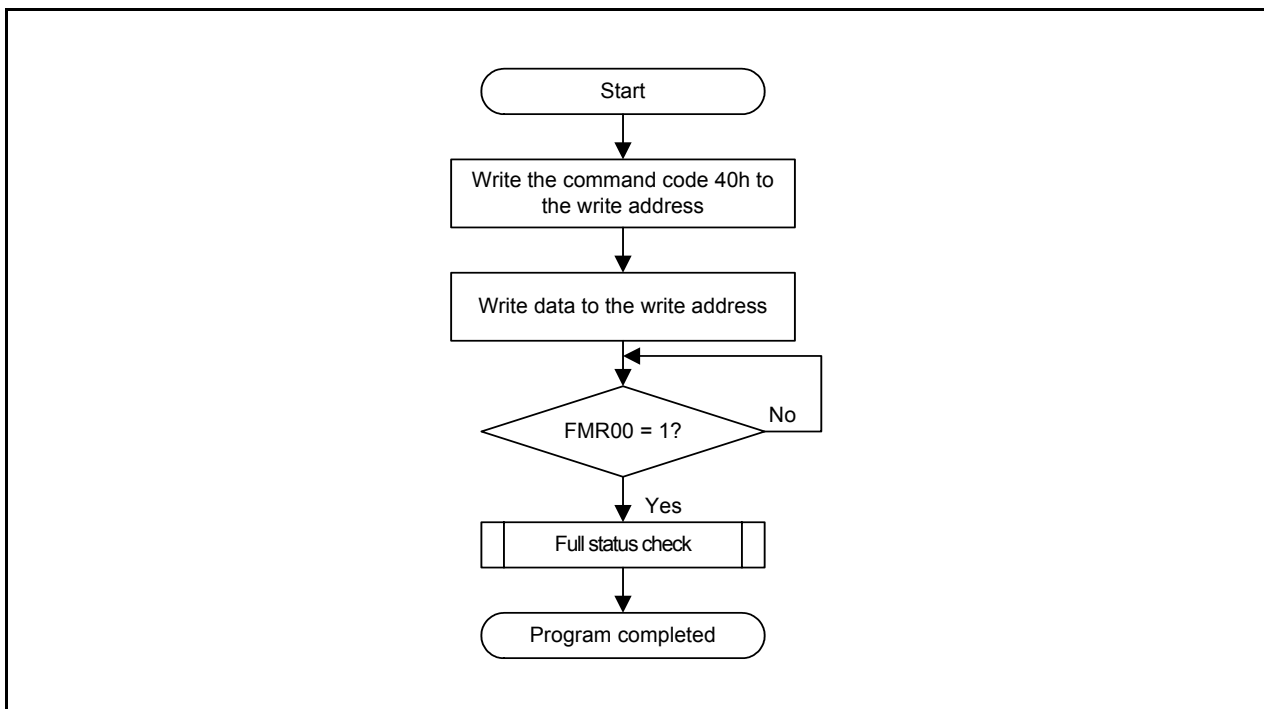 Start
Write the command code 40h to
the write address
Write data to the write address
FMR00 = 1?
No
Yes
Full status check
Program completed